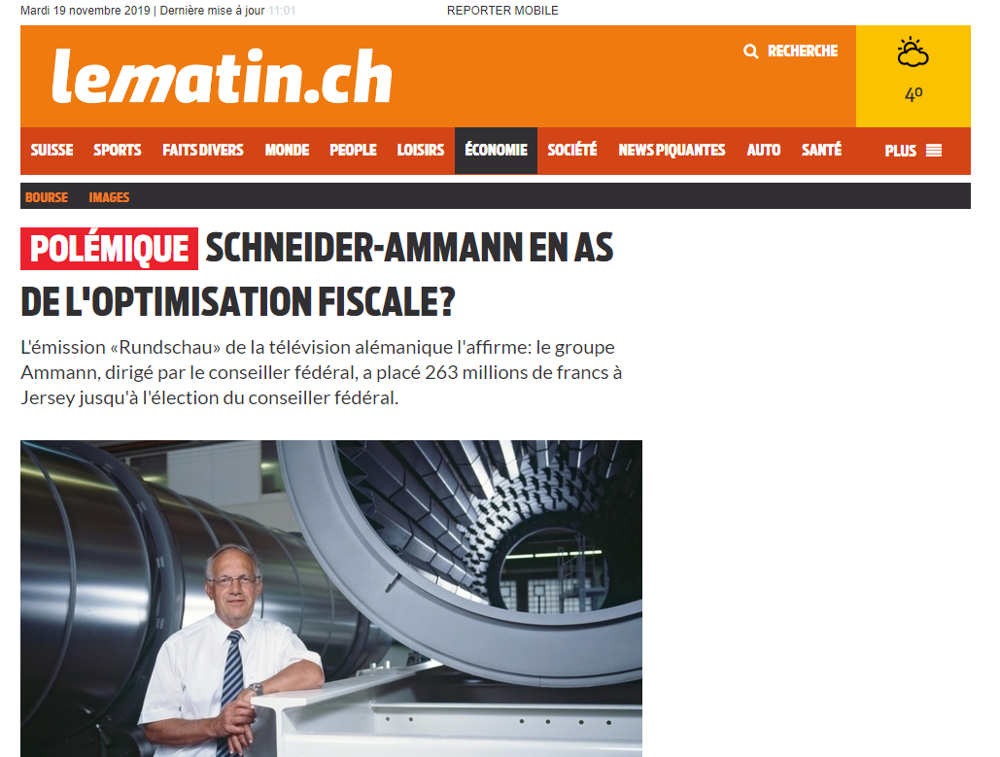 Mardi 19 novembre 2019 | Dernière mise à jour 11:01
REPORTER MOBILE
lematin.ch
RECHERCHE
4°
SUISSE SPORTS FAITS DIVERS MONDE PEOPLE LOISIRS ÉCONOMIE SOCIÉTÉ NEWS PIQUANTES AUTO SANTÉ PLUS
BOURSE IMAGES
POLÉMIQUE SCHNEIDER-AMMANN EN AS
DE L'OPTIMISATION FISCALE?
L'émission «Rundschau» de la télévision alémanique l'affirme: le groupe
Ammann, dirigé par le conseiller fédéral, a placé 263 millions de francs à
Jersey jusqu'à l'élection du conseiller fédéral.